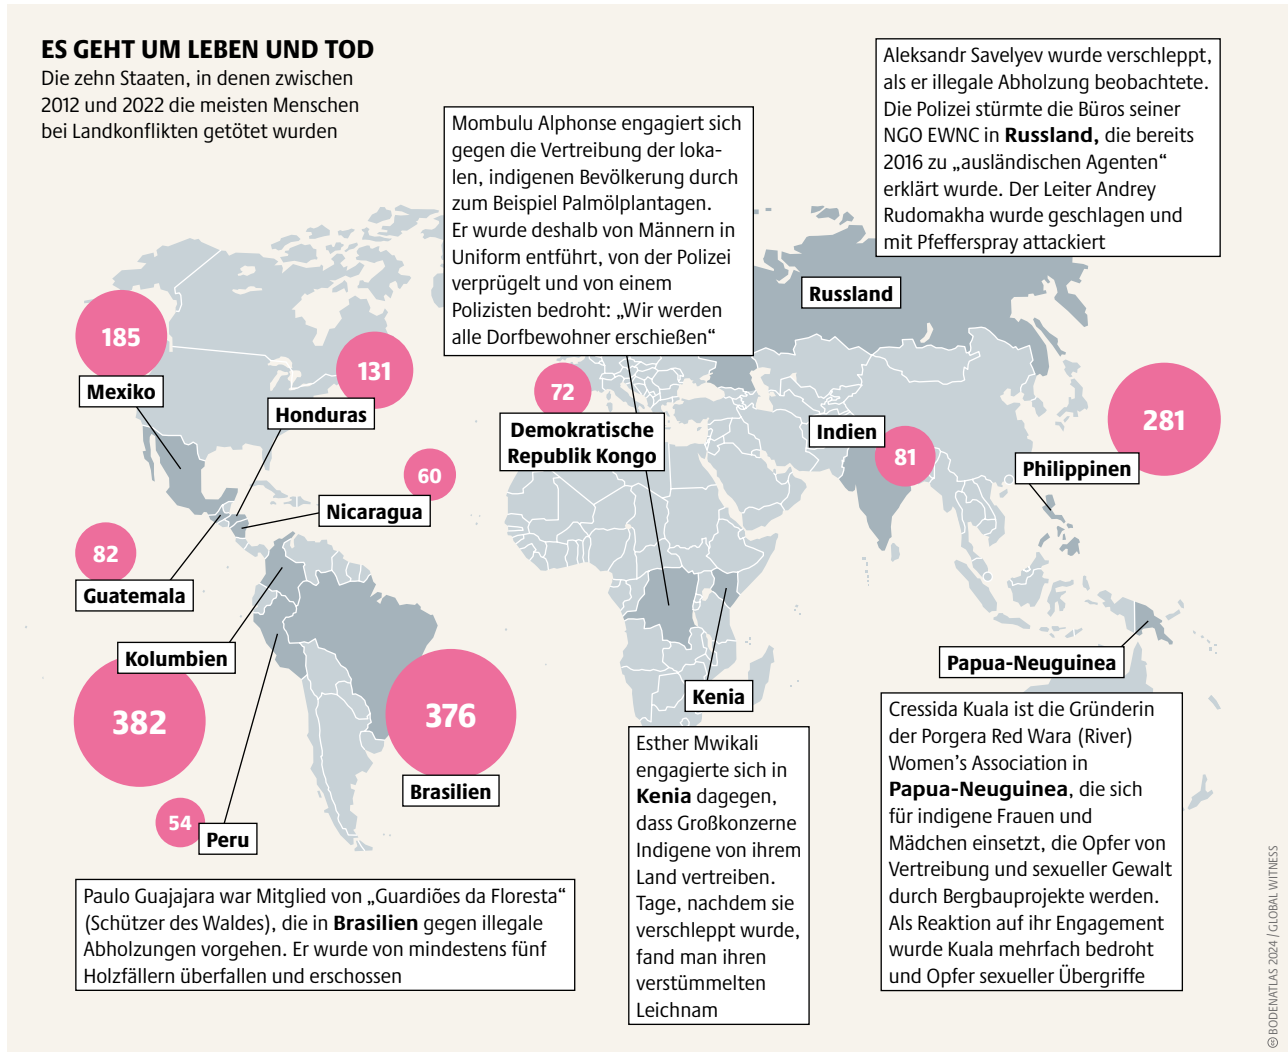 ES GEHT UM LEBEN UND TOD
Die zehn Staaten, in denen zwischen
2012 und 2022 die meisten Menschen
bei Landkonflikten getötet wurden
Mombulu Alphonse engagiert sich
gegen die Vertreibung der loka-
len, indigenen Bevölkerung durch
zum Beispiel Palmölplantagen.
Er wurde deshalb von Männern in
Uniform entführt, von der Polizei
verprügelt und von einem
Polizisten bedroht: „Wir werden
alle Dorfbewohner erschießen“
Aleksandr Savelyev wurde verschleppt,
als er illegale Abholzung beobachtete.
Die Polizei stürmte die Büros seiner
NGO EWNC in Russland, die bereits
2016 zu „ausländischen Agenten“
erklärt wurde. Der Leiter Andrey
Rudomakha wurde geschlagen und
mit Pfefferspray attackiert
Russland
185
Mexiko
131
Honduras
72
Demokratische
Republik Kongo
Indien
81
281
Philippinen
60
Nicaragua
82
Guatemala
Kolumbien
382
376
Brasilien
54
Peru
Kenia
Papua-Neuguinea
Paulo Guajajara war Mitglied von „Guardiões da Floresta“
(Schützer des Waldes), die in Brasilien gegen illegale
Abholzungen vorgehen. Er wurde von mindestens fünf
Holzfällern überfallen und erschossen
Esther Mwikali
engagierte sich in
Kenia dagegen,
dass Großkonzerne
Indigene von ihrem
Land vertreiben.
Tage, nachdem sie
verschleppt wurde,
fand man ihren
verstümmelten
Leichnam
Cressida Kuala ist die Gründerin
der Porgera Red Wara (River)
Women’s Association in
Papua-Neuguinea, die sich
für indigene Frauen und
Mädchen einsetzt, die Opfer von
Vertreibung und sexueller Gewalt
durch Bergbauprojekte werden.
Als Reaktion auf ihr Engagement
wurde Kuala mehrfach bedroht
und Opfer sexueller Übergriffe
BODENATLAS 2024 / GLOBAL WITNESS